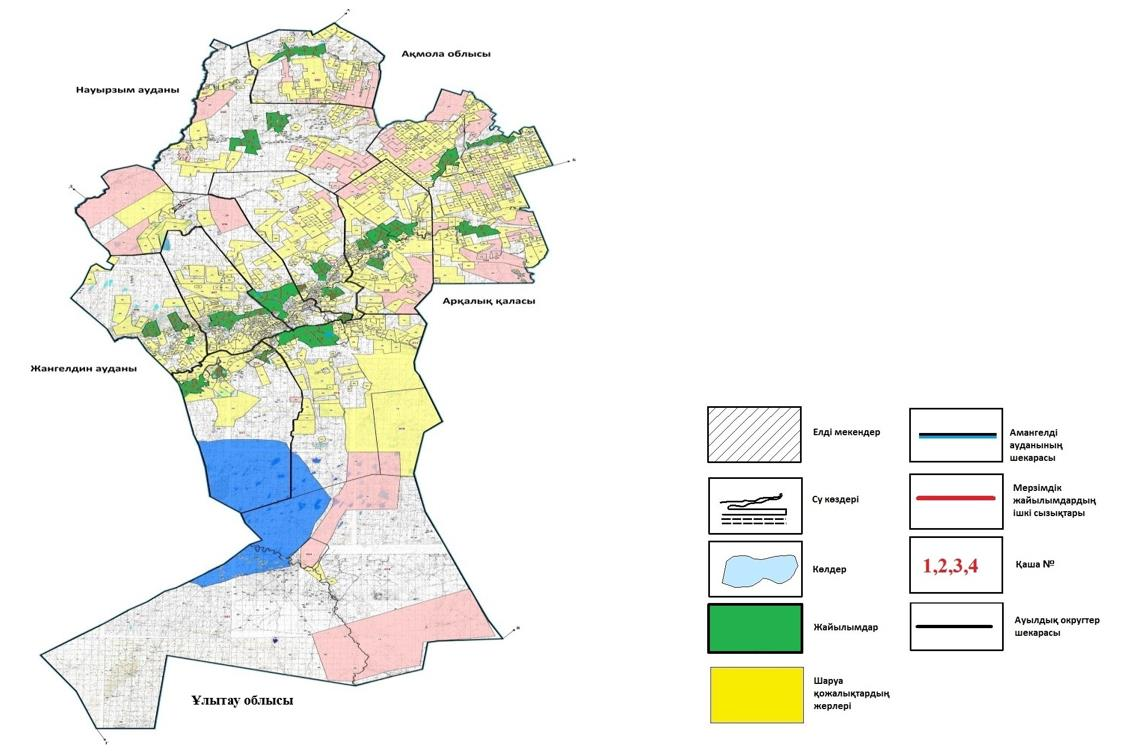 Ақмола облысы
Науырзым ауданы
Арқалық қаласы
Жангелдин ауданы
Ұлытау облысы
Елді мекендер
Су көздері
Көлдер
Жайылымдар
Шаруа
қожалықтардың
жерлері
Амангелді
ауданының
шекарасы
Мерзімдік
жайылымдардың
ішкі сызықтары
1,2,3,4
Қаша №
Ауылдық округтер
шекарасы